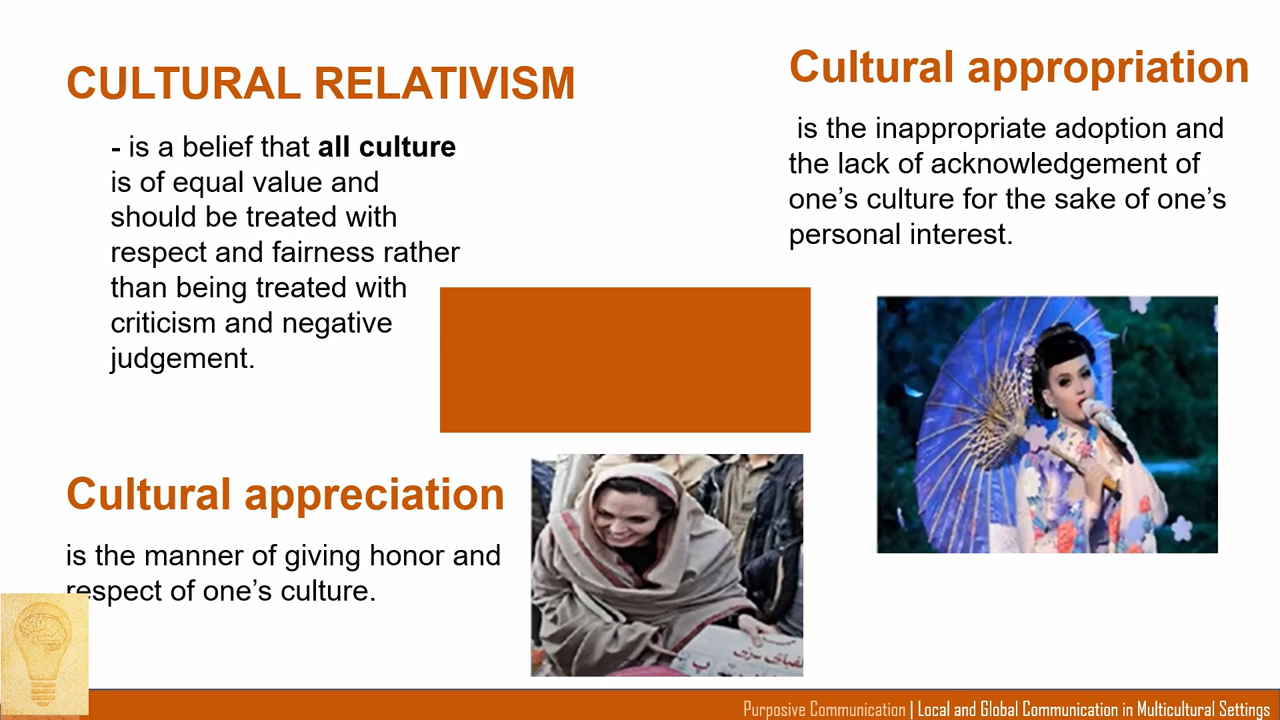 CULTURAL RELATIVISM
- is a belief that all culture
is of equal value and
should be treated with
respect and fairness rather
than being treated with
criticism and negative
judgement.
Cultural appropriation
is the inappropriate adoption and
the lack of acknowledgement of
one’s culture for the sake of one’s
personal interest.
Cultural appreciation
is the manner of giving honor and
respect of one’s culture.
Purposive Communication | Local and Global Communication in Multicultural Settings